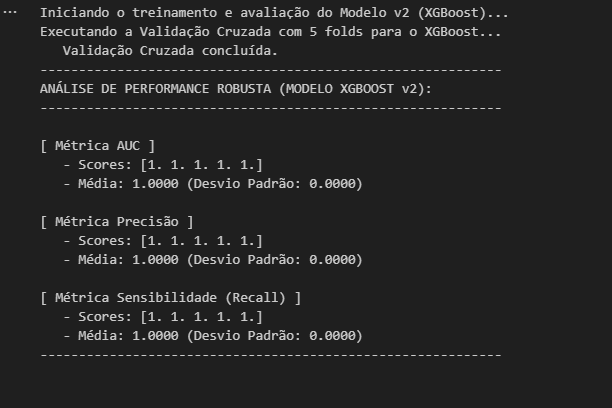 ... Iniciando o treinamento e avaliação do Modelo v2 (XGBoost)...
Executando a Validação Cruzada com 5 folds para o XGBoost...
Validação Cruzada concluída.
------------------------------------------------------------
ANÁLISE DE PERFORMANCE ROBUSTA (MODELO XGBOOST v2):
------------------------------------------------------------
[ Métrica AUC ]
- Scores: [1. 1. 1. 1. 1.]
- Média: 1.0000 (Desvio Padrão: 0.0000)
[ Métrica Precisão ]
- Scores: [1. 1. 1. 1. 1.]
- Média: 1.0000 (Desvio Padrão: 0.0000)
[ Métrica Sensibilidade (Recall) ]
- Scores: [1. 1. 1. 1. 1.]
- Média: 1.0000 (Desvio Padrão: 0.0000)
------------------------------------------------------------